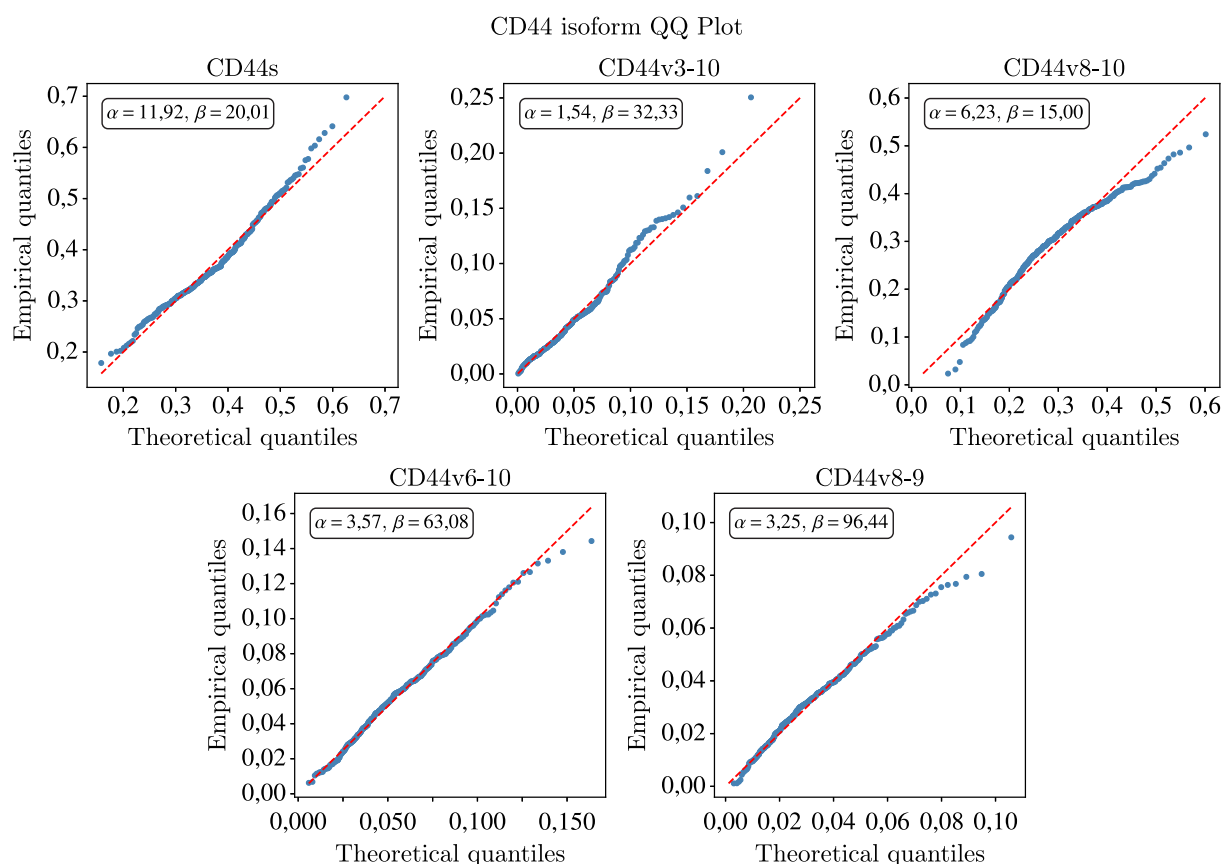 CD44 isoform QQ Plot
CD44s
α = 11,92, β = 20,01
0,7
0,6
0,5
0,4
0,3
0,2
Empirical quantiles
0,2 0,3 0,4 0,5 0,6 0,7
Theoretical quantiles
CD44v3-10
α = 1,54, β = 32,33
0,25
0,20
0,15
0,10
0,05
0,00
Empirical quantiles
0,00 0,05 0,10 0,15 0,20 0,25
Theoretical quantiles
CD44v8-10
α = 6,23, β = 15,00
0,6
0,5
0,4
0,3
0,2
0,1
0,0
Empirical quantiles
0,0 0,1 0,2 0,3 0,4 0,5 0,6
Theoretical quantiles
CD44v6-10
α = 3,57, β = 63,08
0,16
0,14
0,12
0,10
0,08
0,06
0,04
0,02
0,00
Empirical quantiles
0,000 0,050 0,100 0,150
Theoretical quantiles
CD44v8-9
α = 3,25, β = 96,44
0,10
0,08
0,06
0,04
0,02
0,00
Empirical quantiles
0,00 0,02 0,04 0,06 0,08 0,10
Theoretical quantiles